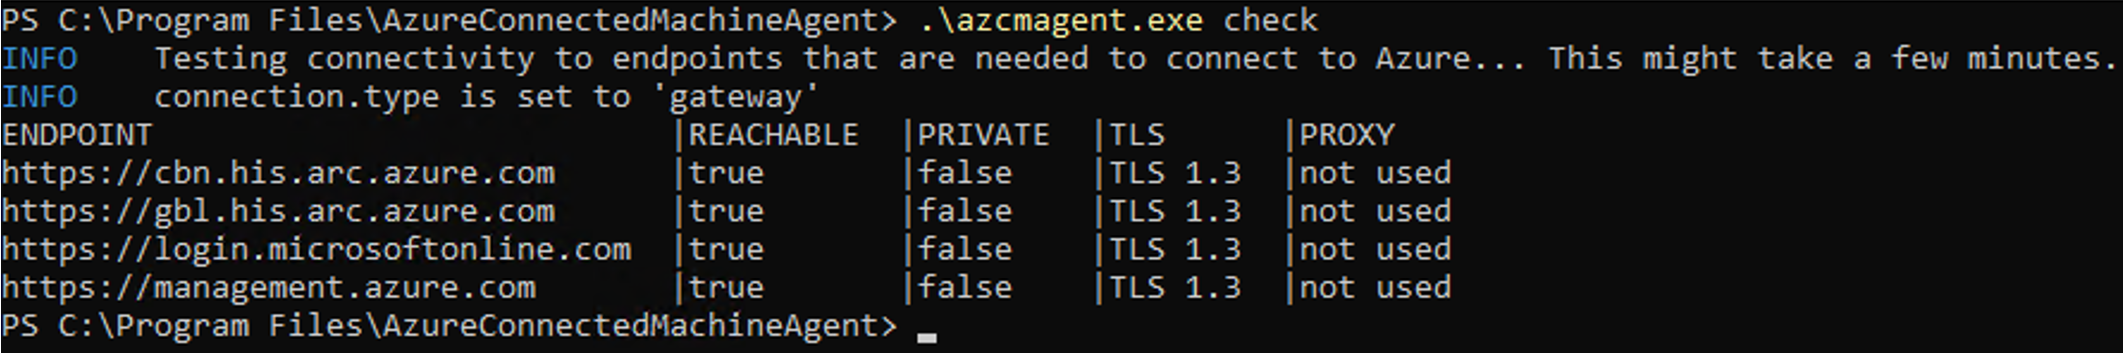 PS C:\Program Files\AzureConnectedMachineAgent> .\azcmagent.exe check
INFO    Testing connectivity to endpoints that are needed to connect to Azure... This might take a few minutes.
INFO    connection.type is set to 'gateway'
ENDPOINT                           |REACHABLE  |PRIVATE  |TLS      |PROXY
https://cbn.his.arc.azure.com      |true       |false    |TLS 1.3  |not used
https://gbl.his.arc.azure.com      |true       |false    |TLS 1.3  |not used
https://login.microsoftonline.com  |true       |false    |TLS 1.3  |not used
https://management.azure.com       |true       |false    |TLS 1.3  |not used
PS C:\Program Files\AzureConnectedMachineAgent>